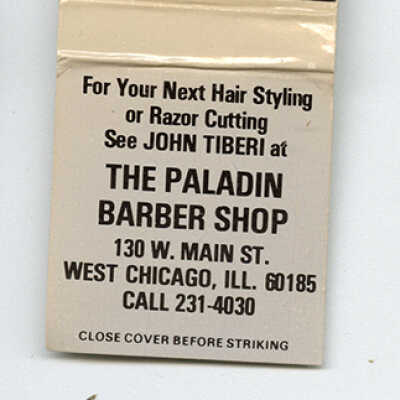 For Your Next Hair Styling
or Razor Cutting
See JOHN TIBERI at
THE PALADIN
BARBER SHOP
130 W. MAIN ST.
WEST CHICAGO, ILL. 60185
CALL 231-4030
CLOSE COVER BEFORE STRIKING